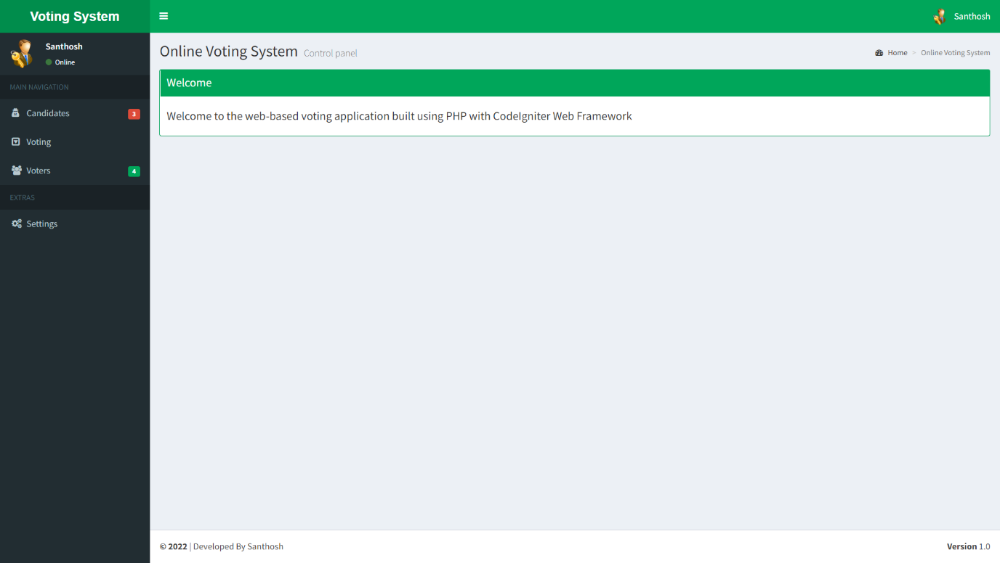 Voting System
Santhosh
Santhosh
Online
MAIN NAVIGATION
Candidates 3
Voting
Voters 4
EXTRAS
Settings
Online Voting System Control panel
Home > Online Voting System
Welcome
Welcome to the web-based voting application built using PHP with CodeIgniter Web Framework
© 2022 | Developed By Santhosh
Version 1.0